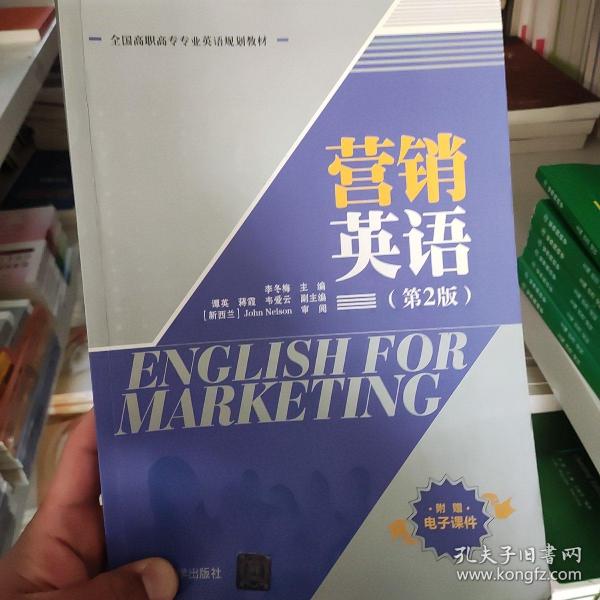 全国高职高专专业英语规划教材
营销
英语
(第2版)
李冬梅 主编
谭英 蒋霞 韦爱云 副主编
[新西兰] John Nelson 审阅
ENGLISH FOR
MARKETING
附赠
电子课件
出版社
孔夫子旧书网
www.kongfz.com